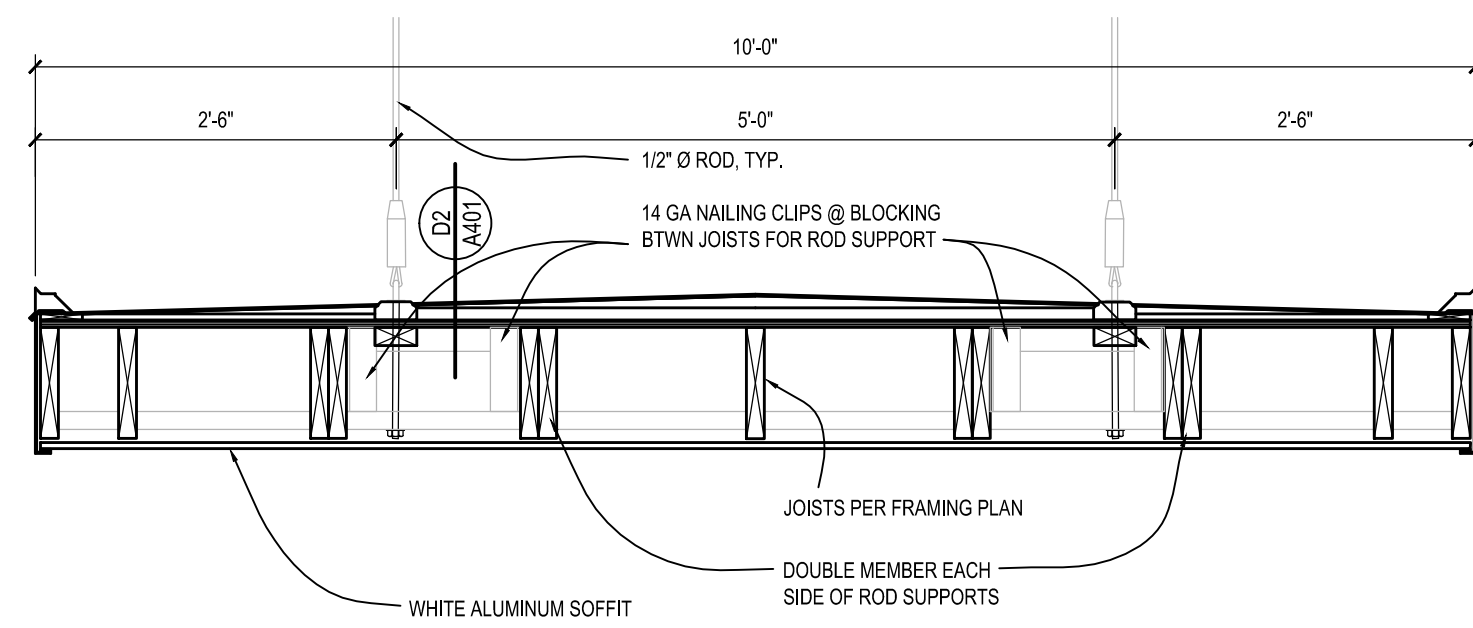 10'-0"
2'-6"
5'-0"
2'-6"
1/2" Ø ROD, TYP.
D2
A401
14 GA NAILING CLIPS @ BLOCKING
BTWN JOISTS FOR ROD SUPPORT
JOISTS PER FRAMING PLAN
DOUBLE MEMBER EACH
SIDE OF ROD SUPPORTS
WHITE ALUMINUM SOFFIT